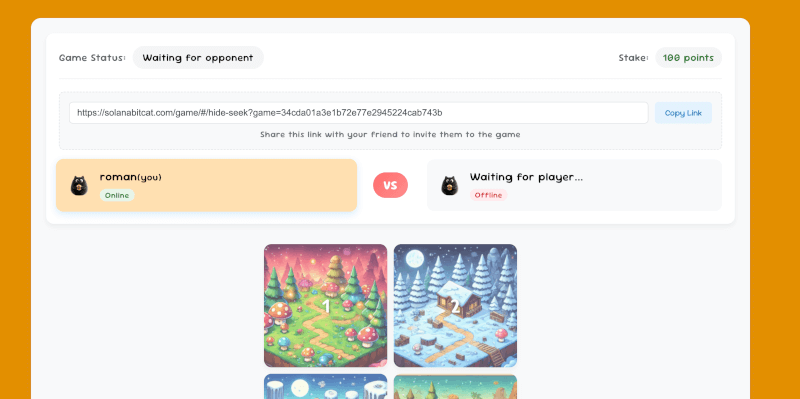 Game Status: Waiting for opponent
Stake: 100 points
https://solanabitcat.com/game/#/hide-seek?game=34cda01a3e1b72e77e2945224cab743b
Copy Link
Share this link with your friend to invite them to the game
roman(you)
Online
VS
Waiting for player...
Offline
1
2